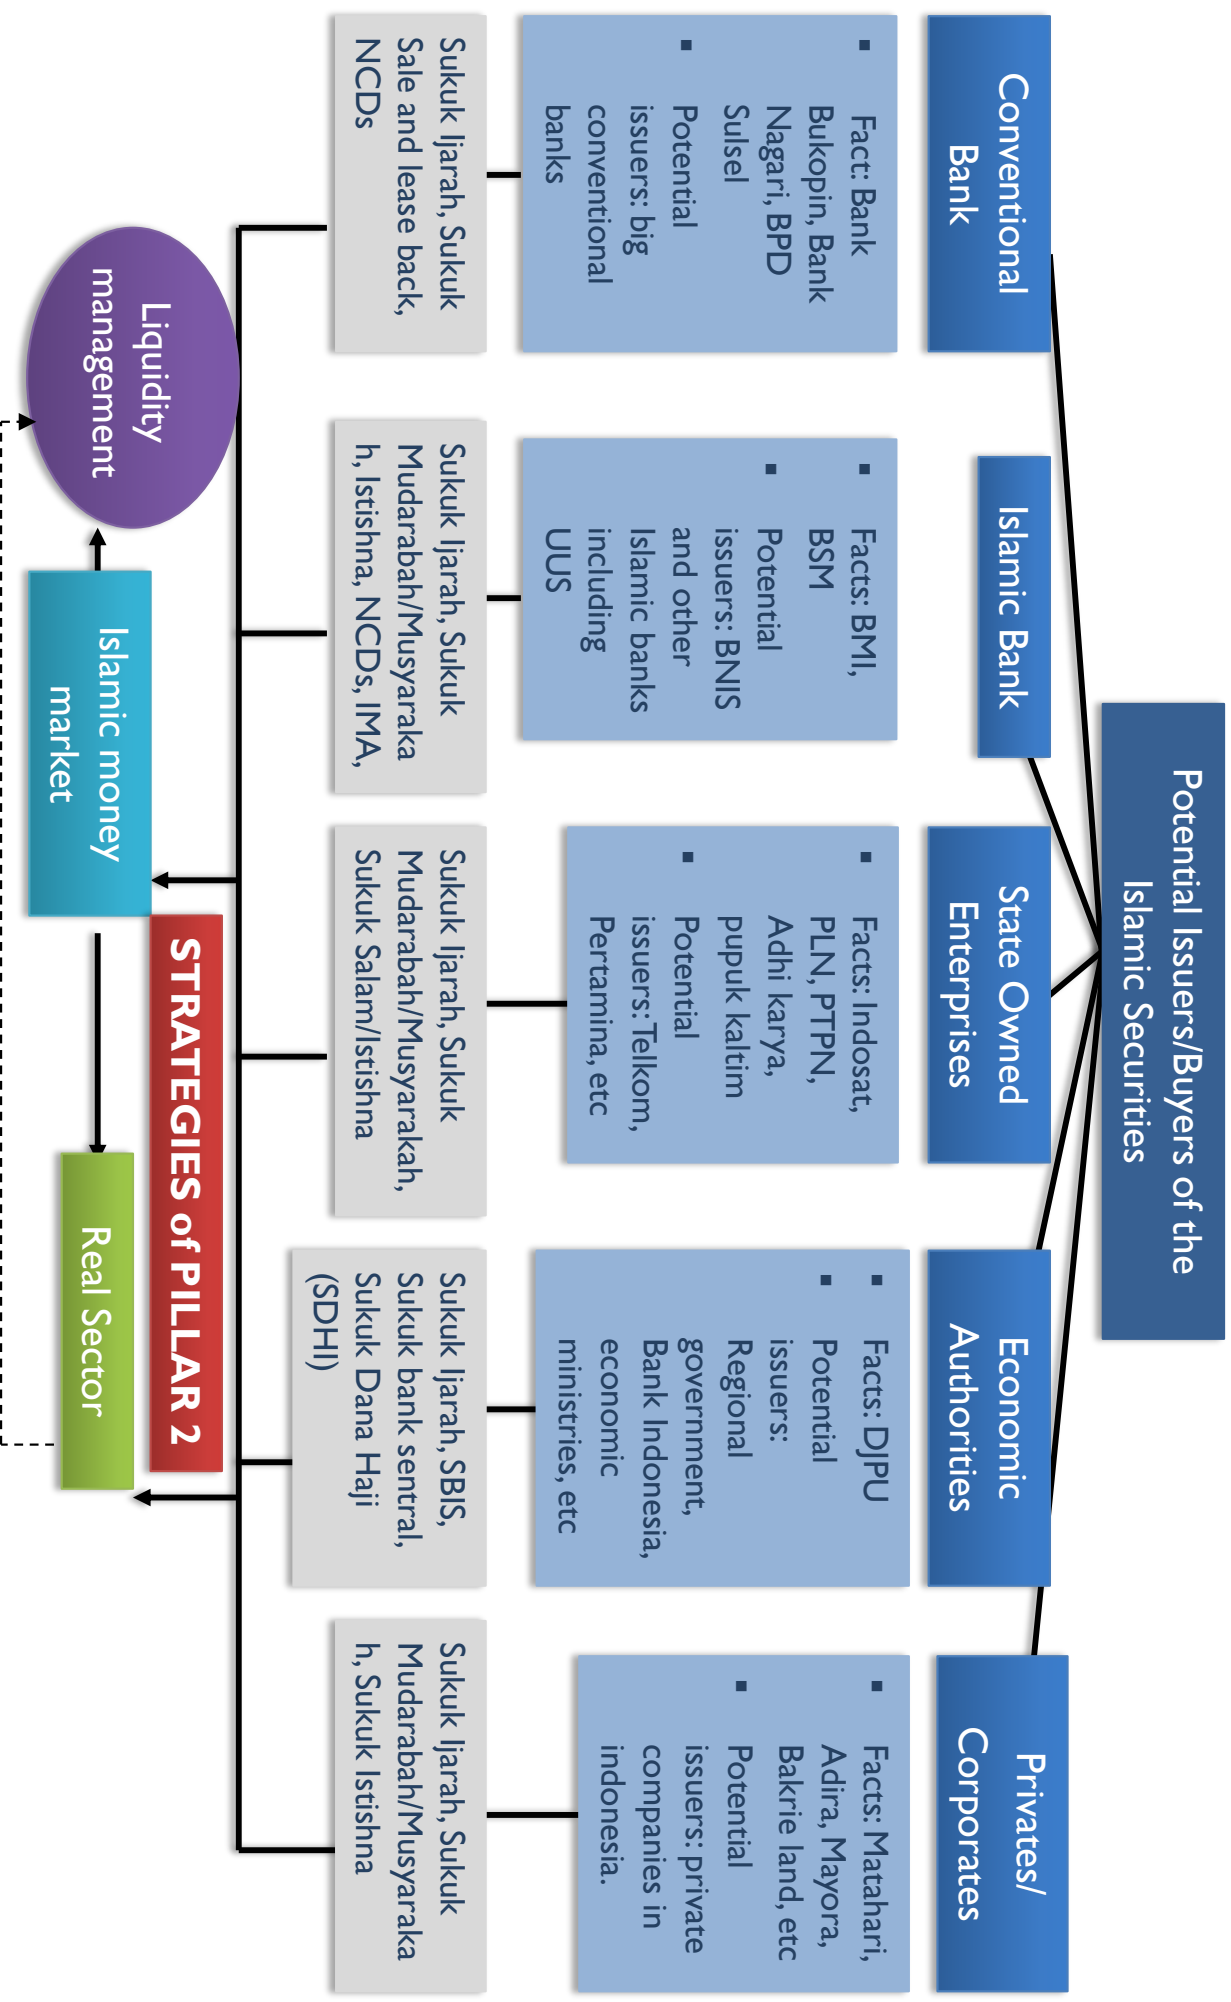 Potential Issuers/Buyers of the
Islamic Securities
Conventional
Bank
Islamic Bank
State Owned
Enterprises
Economic
Authorities
Privates/
Corporates
▪ Fact: Bank
Bukopin, Bank
Nagari, BPD
Sulsel
▪ Potential
issuers: big
conventional
banks
▪ Facts: BMI,
BSM
▪ Potential
issuers: BNIS
and other
Islamic banks
including
UUS
▪ Facts: Indosat,
PLN, PTPN,
Adhi karya,
pupuk kaltim
▪ Potential
issuers: Telkom,
Pertamina, etc
▪ Facts: DJPU
▪ Potential
issuers:
Regional
government,
Bank Indonesia,
economic
ministries, etc
▪ Facts: Matahari,
Adira, Mayora,
Bakrie land, etc
▪ Potential
issuers: private
companies in
indonesia.
Sukuk Ijarah, Sukuk
Sale and lease back,
NCDs
Sukuk Ijarah, Sukuk
Mudarabah/Musyaraka
h, Istishna, NCDs, IMA,
Sukuk Ijarah, Sukuk
Mudarabah/Musyarakah,
Sukuk Salam/Istishna
Sukuk Ijarah, SBIS,
Sukuk bank sentral,
Sukuk Dana Haji
(SDHI)
Sukuk Ijarah, Sukuk
Mudarabah/Musyaraka
h, Sukuk Istishna
STRATEGIES of PILLAR 2
Liquidity
management
Islamic money
market
Real Sector